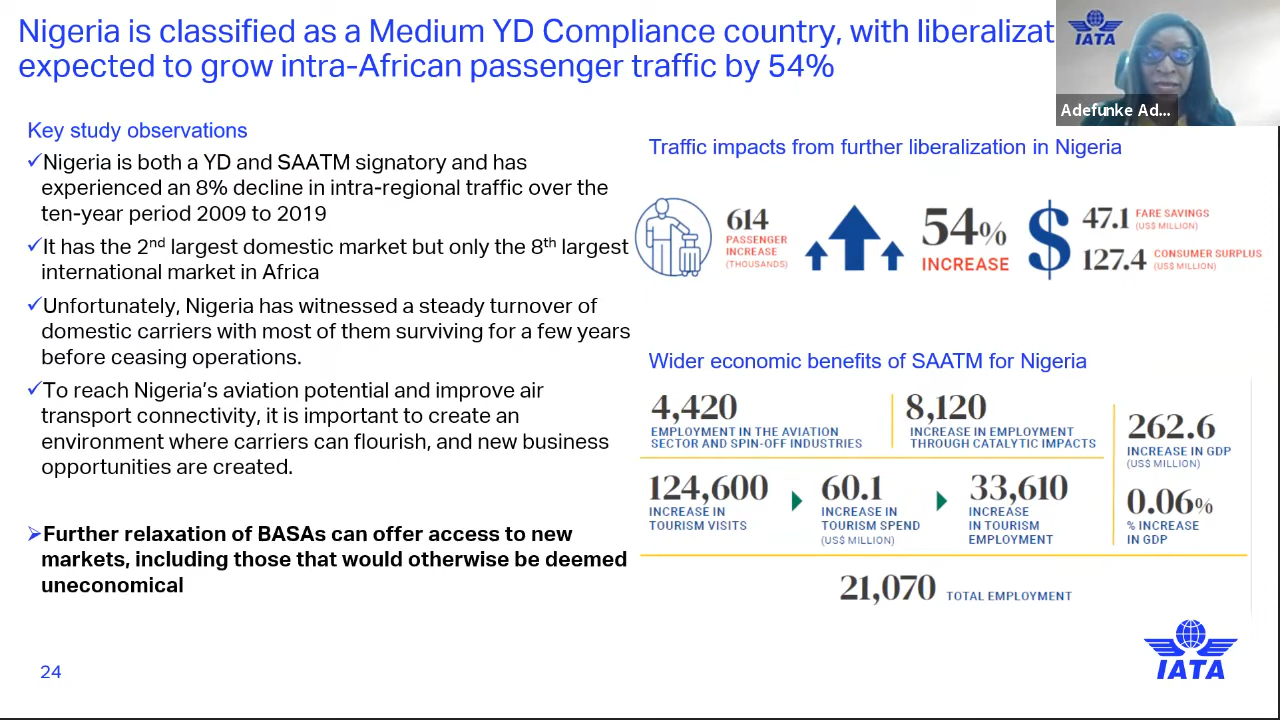 Nigeria is classified as a Medium YD Compliance country, with liberalizat
expected to grow intra-African passenger traffic by 54%
IATA
Adefunke Ad...
Key study observations
✓Nigeria is both a YD and SAATM signatory and has
experienced an 8% decline in intra-regional traffic over the
ten-year period 2009 to 2019
✓It has the 2nd largest domestic market but only the 8th largest
international market in Africa
✓Unfortunately, Nigeria has witnessed a steady turnover of
domestic carriers with most of them surviving for a few years
before ceasing operations.
✓To reach Nigeria's aviation potential and improve air
transport connectivity, it is important to create an
environment where carriers can flourish, and new business
opportunities are created.
➢Further relaxation of BASAs can offer access to new
markets, including those that would otherwise be deemed
uneconomical
Traffic impacts from further liberalization in Nigeria
614
PASSENGER
INCREASE
(THOUSANDS)
54%
INCREASE
$
47.1 FARE SAVINGS
(US$ MILLION)
127.4 CONSUMER SURPLUS
(US$ MILLION)
Wider economic benefits of SAATM for Nigeria
4,420
EMPLOYMENT IN THE AVIATION
SECTOR AND SPIN-OFF INDUSTRIES
8,120
INCREASE IN EMPLOYMENT
THROUGH CATALYTIC IMPACTS
262.6
INCREASE IN GDP
(US$ MILLION)
124,600
INCREASE IN
TOURISM VISITS
60.1
INCREASE IN
TOURISM SPEND
(US$ MILLION)
33,610
INCREASE
IN TOURISM
EMPLOYMENT
0.06%
% INCREASE
IN GDP
21,070 TOTAL EMPLOYMENT
IATA
24